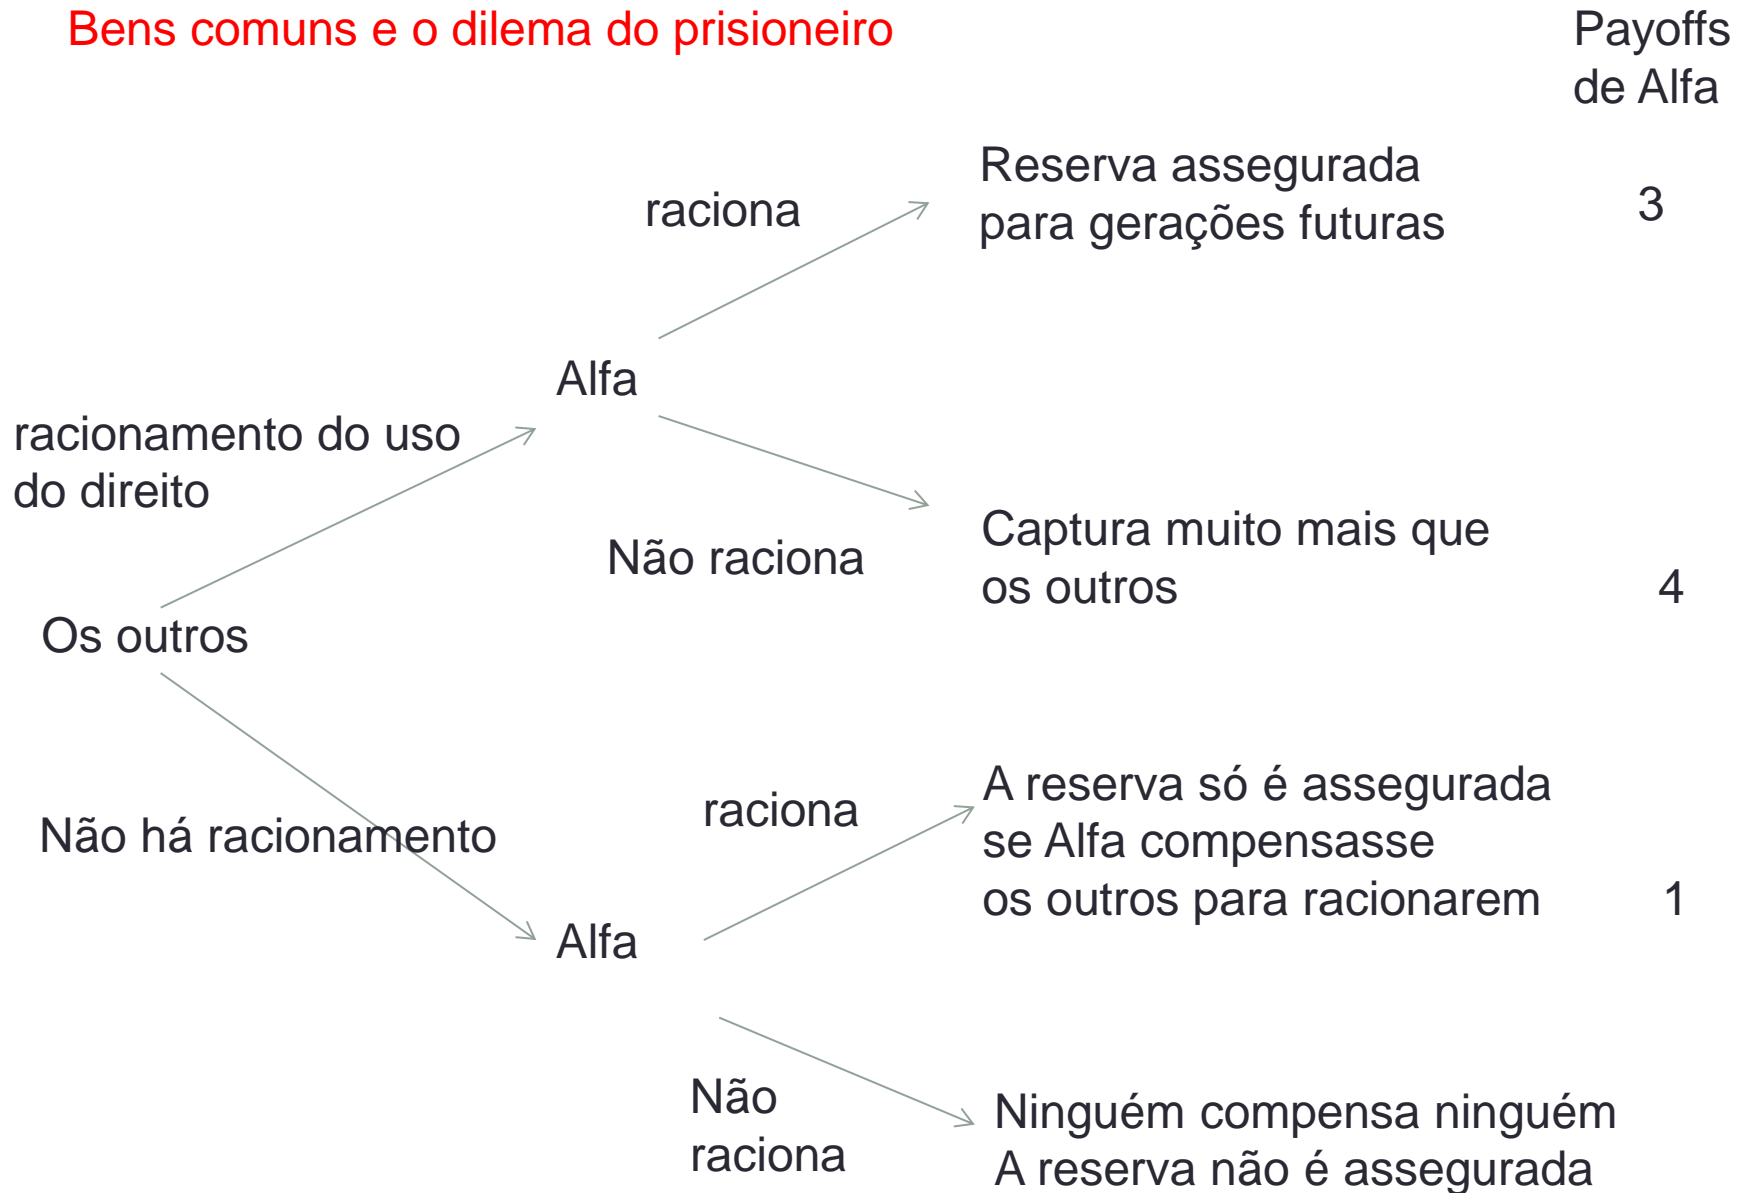 Bens comuns e o dilema do prisioneiro
Payoffs
de Alfa
Reserva assegurada
para gerações futuras
3
raciona
Alfa
racionamento do uso
do direito
Não raciona
Captura muito mais que
os outros
4
Os outros
Não há racionamento
raciona
A reserva só é assegurada
se Alfa compensasse
os outros para racionarem
1
Alfa
Não
raciona
Ninguém compensa ninguém
A reserva não é assegurada